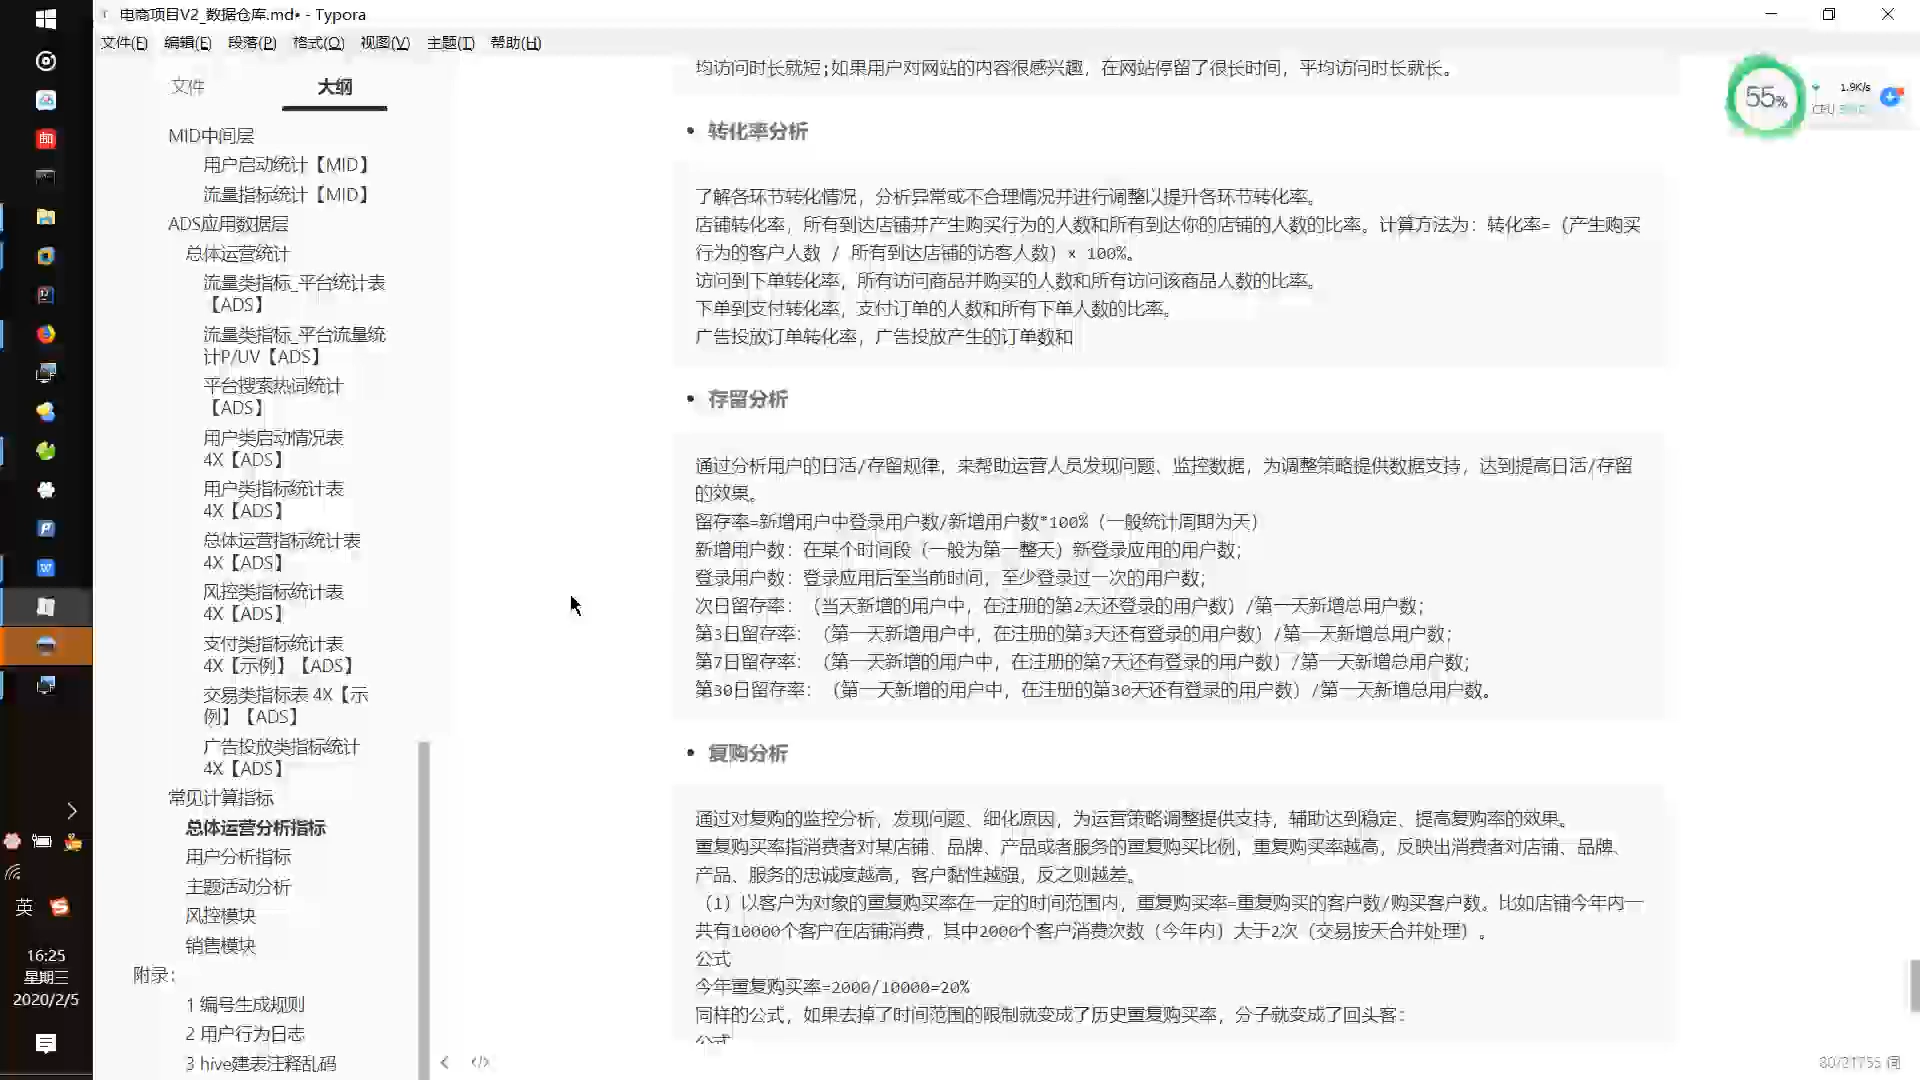 电商项目V2_数据仓库.md• - Typora
文件(F) 编辑(E) 段落(P) 格式(O) 视图(V) 主题(T) 帮助(H)
文件 大纲
MID中间层
用户启动统计【MID】
流量指标统计【MID】
ADS应用数据层
总体运营统计
流量类指标_平台统计表
【ADS】
流量类指标_平台流量统
计P/UV【ADS】
平台搜索热词统计
【ADS】
用户类启动情况表
4X【ADS】
用户类指标统计表
4X【ADS】
总体运营指标统计表
4X【ADS】
风控类指标统计表
4X【ADS】
支付类指标统计表
4X【示例】【ADS】
交易类指标表 4X【示
例】【ADS】
广告投放类指标统计
4X【ADS】
常见计算指标
总体运营分析指标
用户分析指标
主题活动分析
风控模块
销售模块
附录：
1 编号生成规则
2 用户行为日志
3 hive建表注释乱码
均访问时长就短;如果用户对网站的内容很感兴趣，在网站停留了很长时间，平均访问时长就长。
• 转化率分析
了解各环节转化情况，分析异常或不合理情况并进行调整以提升各环节转化率。
店铺转化率，所有到达店铺并产生购买行为的人数和所有到达你的店铺的人数的比率。计算方法为：转化率=（产生购买
行为的客户人数 / 所有到达店铺的访客人数）× 100%。
访问到下单转化率，所有访问商品并购买的人数和所有访问该商品人数的比率。
下单到支付转化率，支付订单的人数和所有下单人数的比率。
广告投放订单转化率，广告投放产生的订单数和
• 存留分析
通过分析用户的日活/存留规律，来帮助运营人员发现问题、监控数据，为调整策略提供数据支持，达到提高日活/存留
的效果。
留存率=新增用户中登录用户数/新增用户数*100%（一般统计周期为天）
新增用户数：在某个时间段（一般为第一整天）新登录应用的用户数；
登录用户数：登录应用后至当前时间，至少登录过一次的用户数；
次日留存率：（当天新增的用户中，在注册的第2天还登录的用户数）/第一天新增总用户数；
第3日留存率：（第一天新增用户中，在注册的第3天还有登录的用户数）/第一天新增总用户数；
第7日留存率：（第一天新增的用户中，在注册的第7天还有登录的用户数）/第一天新增总用户数；
第30日留存率：（第一天新增的用户中，在注册的第30天还有登录的用户数）/第一天新增总用户数。
• 复购分析
通过对复购的监控分析，发现问题、细化原因，为运营策略调整提供支持，辅助达到稳定、提高复购率的效果。
重复购买率指消费者对某店铺、品牌、产品或者服务的重复购买比例，重复购买率越高，反映出消费者对店铺、品牌、
产品、服务的忠诚度越高，客户黏性越强，反之则越差。
（1）以客户为对象的重复购买率在一定的时间范围内，重复购买率=重复购买的客户数/购买客户数。比如店铺今年内一
共有10000个客户在店铺消费，其中2000个客户消费次数（今年内）大于2次（交易按天合并处理）。
公式
今年重复购买率=2000/10000=20%
同样的公式，如果去掉了时间范围的限制就变成了历史重复购买率，分子就变成了回头客：
公式
55%
1.9K/s
英
16:25
星期三
2020/2/5